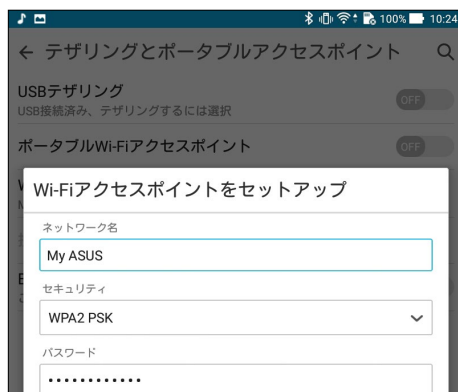 100% 10:24
テザリングとポータブルアクセスポイント
USBテザリング
USB接続済み、テザリングするには選択
OFF
ポータブルWi-Fiアクセスポイント
OFF
Wi-Fiアクセスポイントをセットアップ
ネットワーク名
My ASUS
セキュリティ
WPA2 PSK
パスワード
••••••••••••